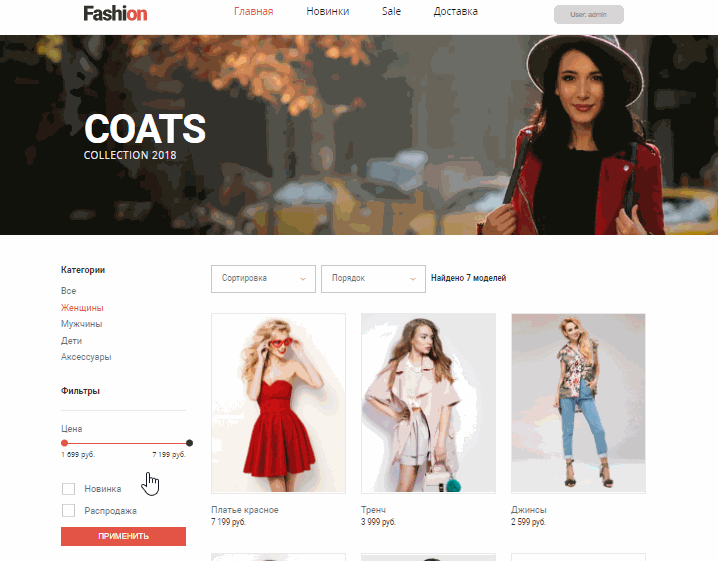 Fashion
Главная Новинки Sale Доставка
User: admin
COATS
COLLECTION 2018
Категории
Все
Женщины
Мужчины
Дети
Аксессуары
Фильтры
Цена
1 699 руб. 7 199 руб.
Новинка
Распродажа
ПРИМЕНИТЬ
Сортировка Порядок Найдено 7 моделей
Платье красное
7 199 руб.
Тренч
3 999 руб.
Джинсы
2 599 руб.